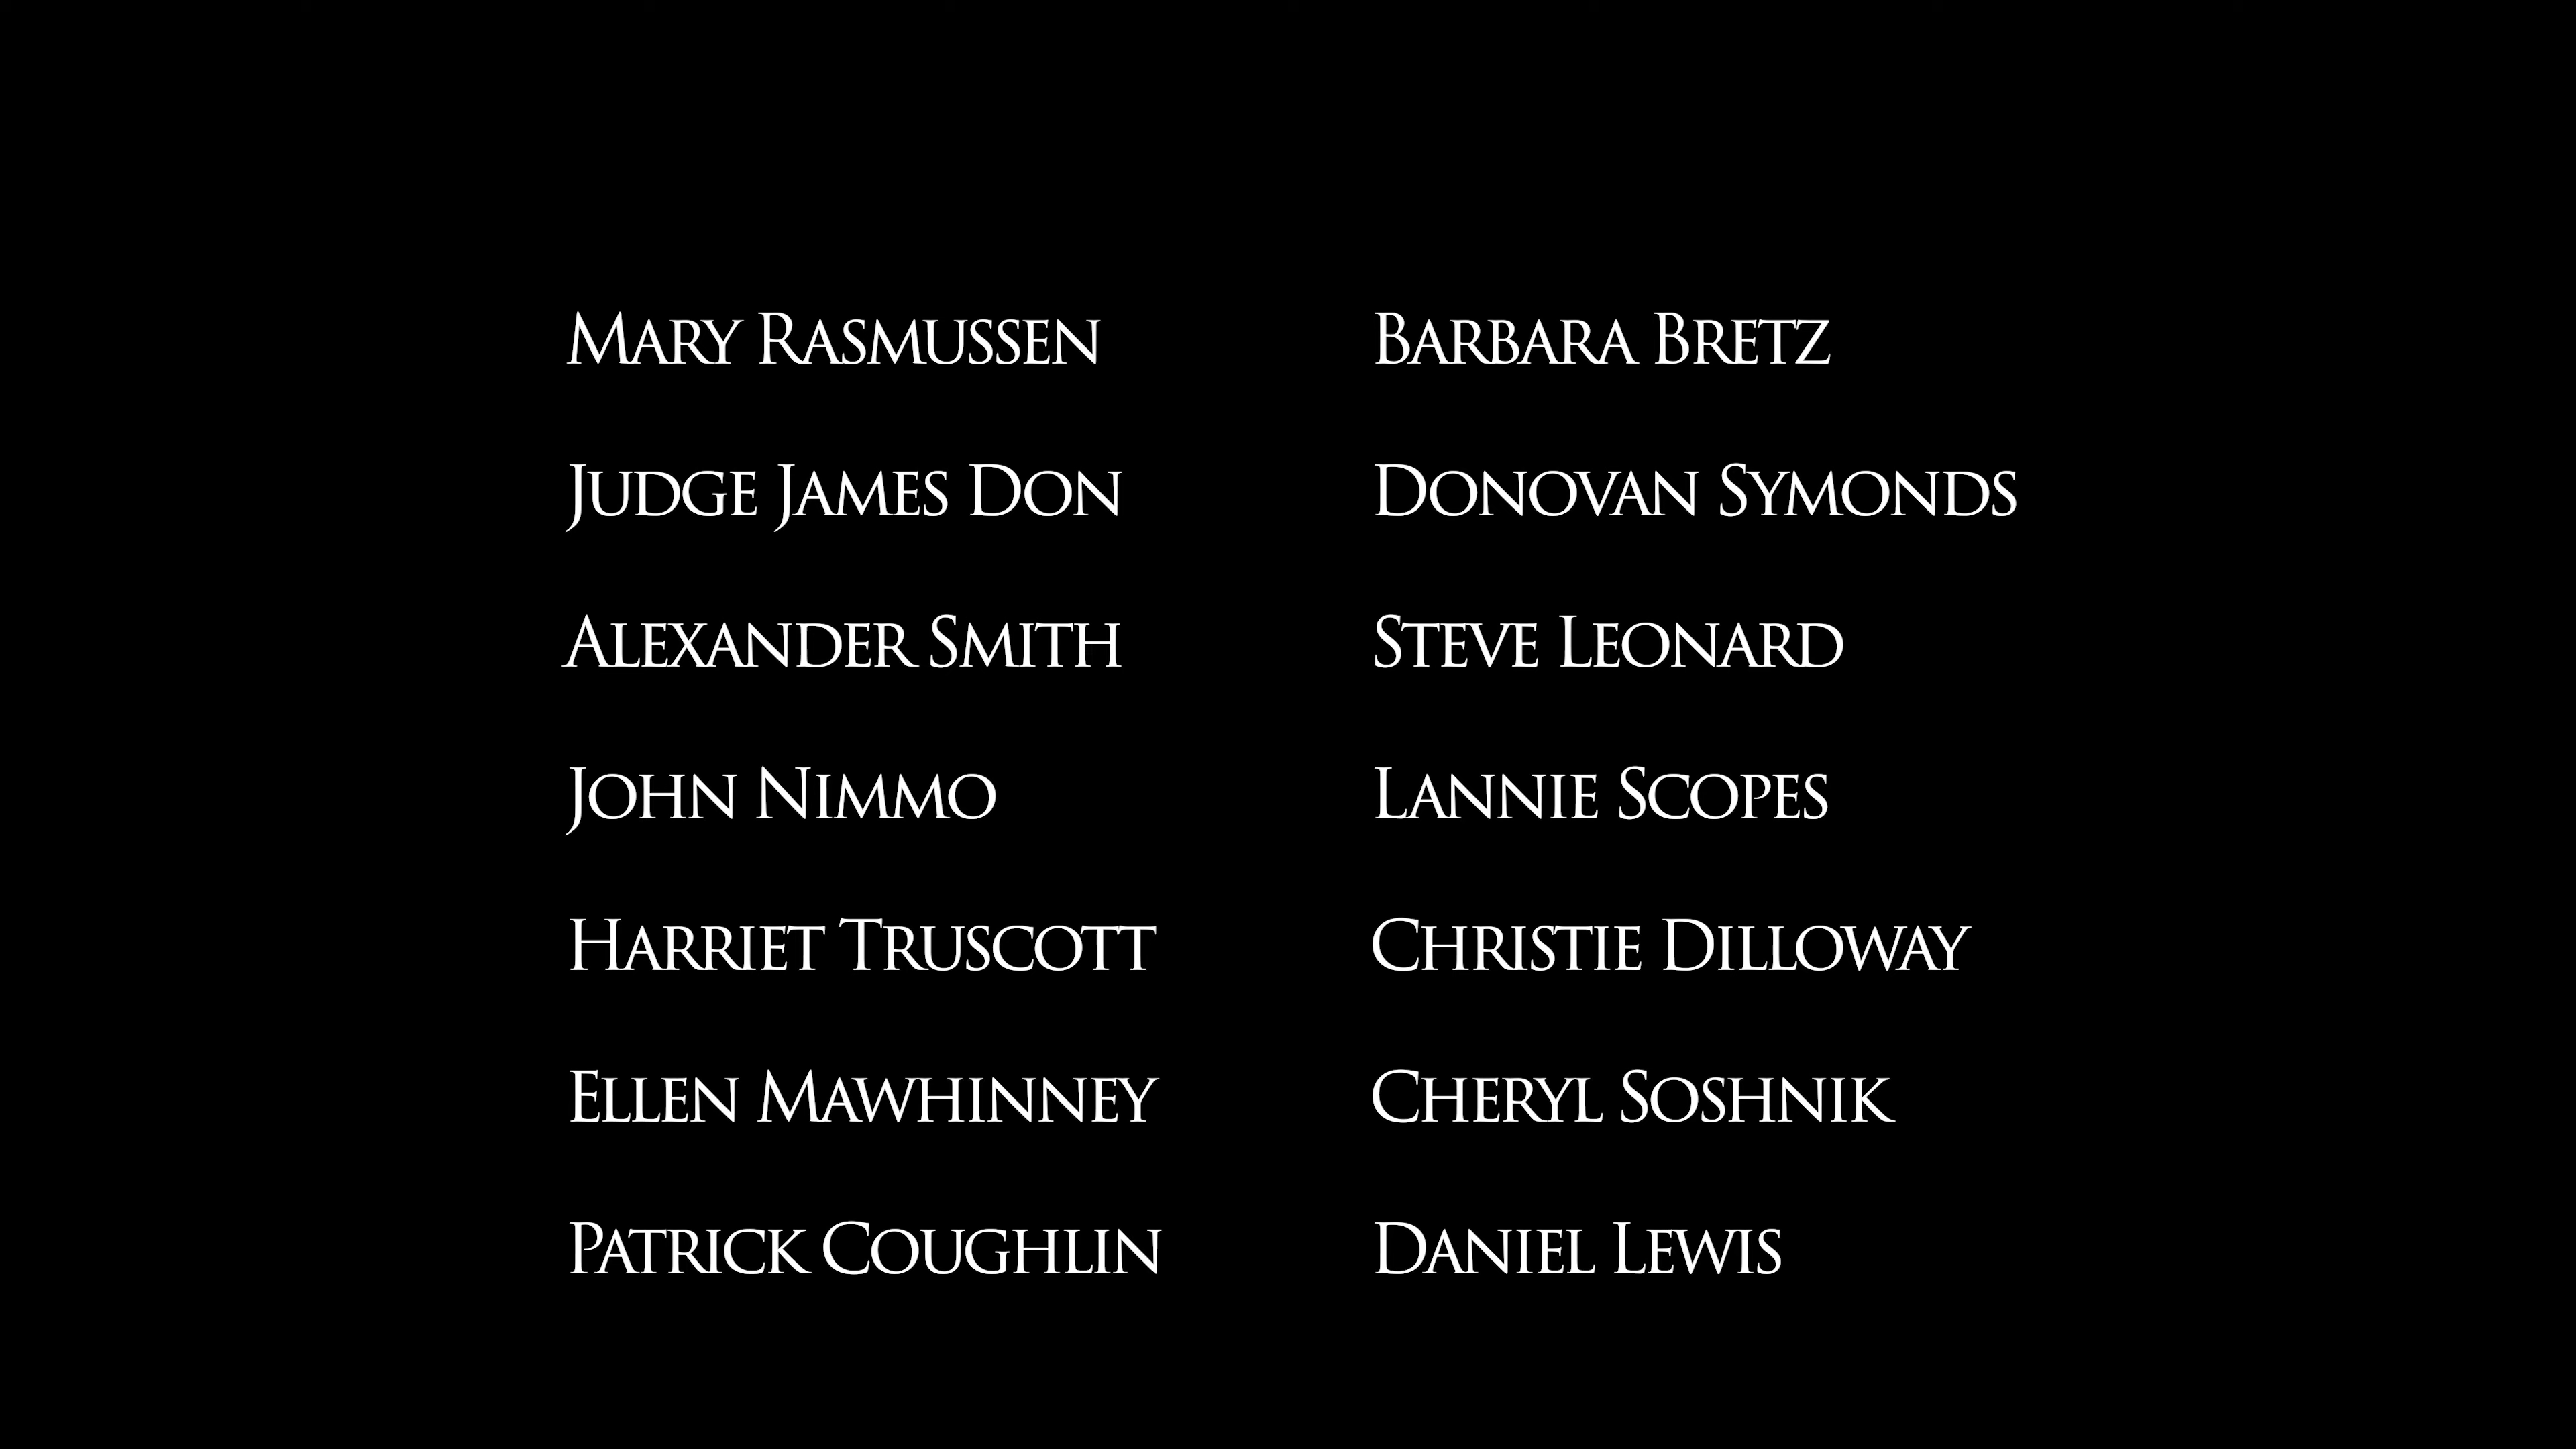 Mary Rasmussen
Judge James Don
Alexander Smith
John Nimmo
Harriet Truscott
Ellen Mawhinney
Patrick Coughlin
Barbara Bretz
Donovan Symonds
Steve Leonard
Lannie Scopes
Christie Dilloway
Cheryl Soshnik
Daniel Lewis